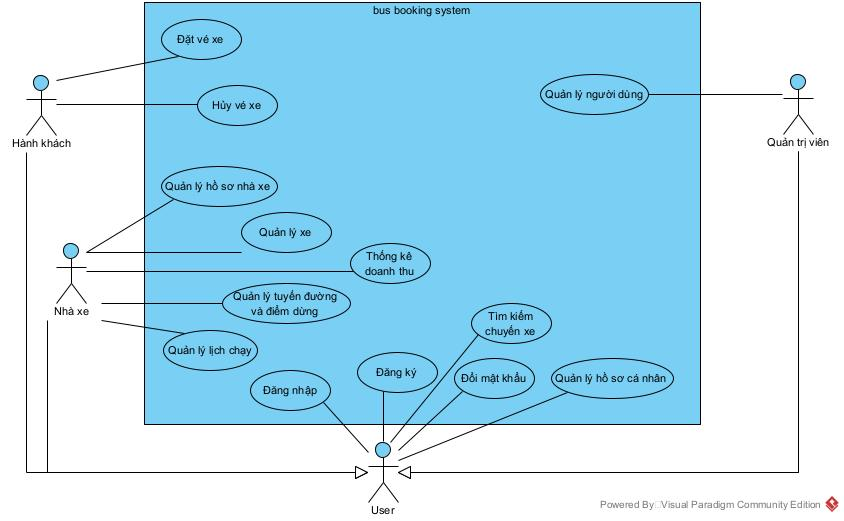 bus booking system
Đặt vé xe
Hủy vé xe
Quản lý người dùng
Hành khách
Quản trị viên
Quản lý hồ sơ nhà xe
Quản lý xe
Thống kê
doanh thu
Nhà xe
Quản lý tuyến đường
và điểm dừng
Quản lý lịch chạy
Tìm kiếm
chuyến xe
Đăng nhập
Đăng ký
Đổi mật khẩu
Quản lý hồ sơ cá nhân
User
Powered By Visual Paradigm Community Edition